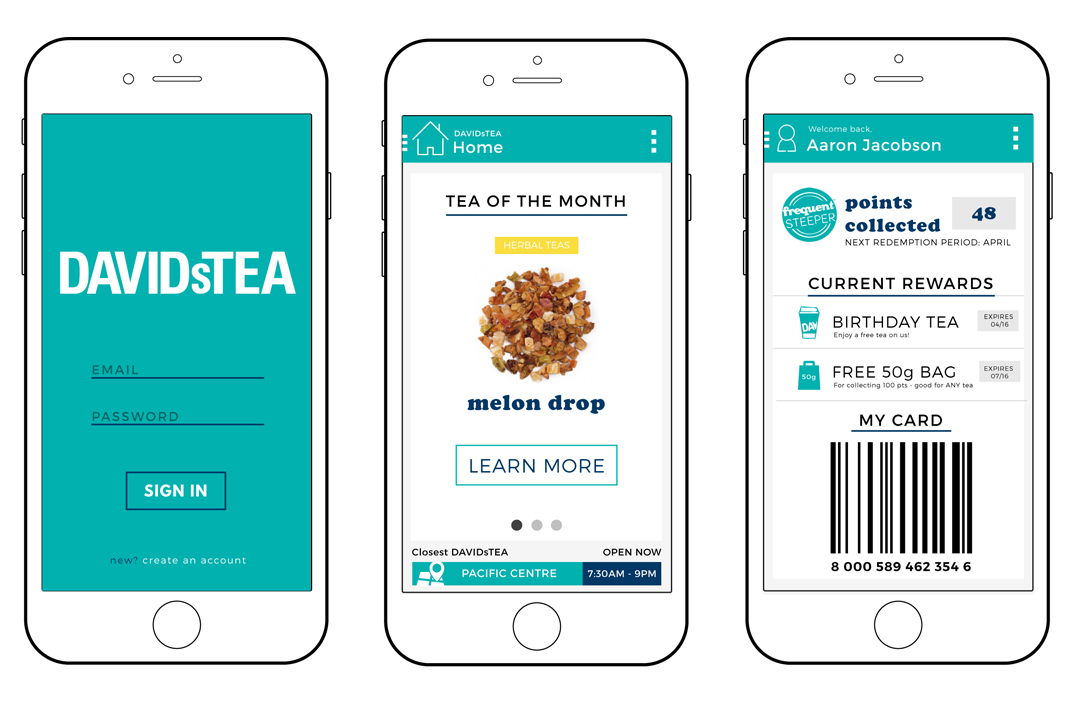 DAVIDsTEA
EMAIL
PASSWORD
SIGN IN
new? create an account
DAVIDsTEA
Home
TEA OF THE MONTH
HERBAL TEAS
melon drop
LEARN MORE
Closest DAVIDsTEA OPEN NOW
PACIFIC CENTRE 7:30AM - 9PM
Welcome back,
Aaron Jacobson
frequent
STEEPER
points
collected
48
NEXT REDEMPTION PERIOD: APRIL
CURRENT REWARDS
DAV
BIRTHDAY TEA
Enjoy a free tea on us!
EXPIRES
04/16
50g
FREE 50g BAG
For collecting 100 pts - good for ANY tea
EXPIRES
07/16
MY CARD
8 000 589 462 354 6